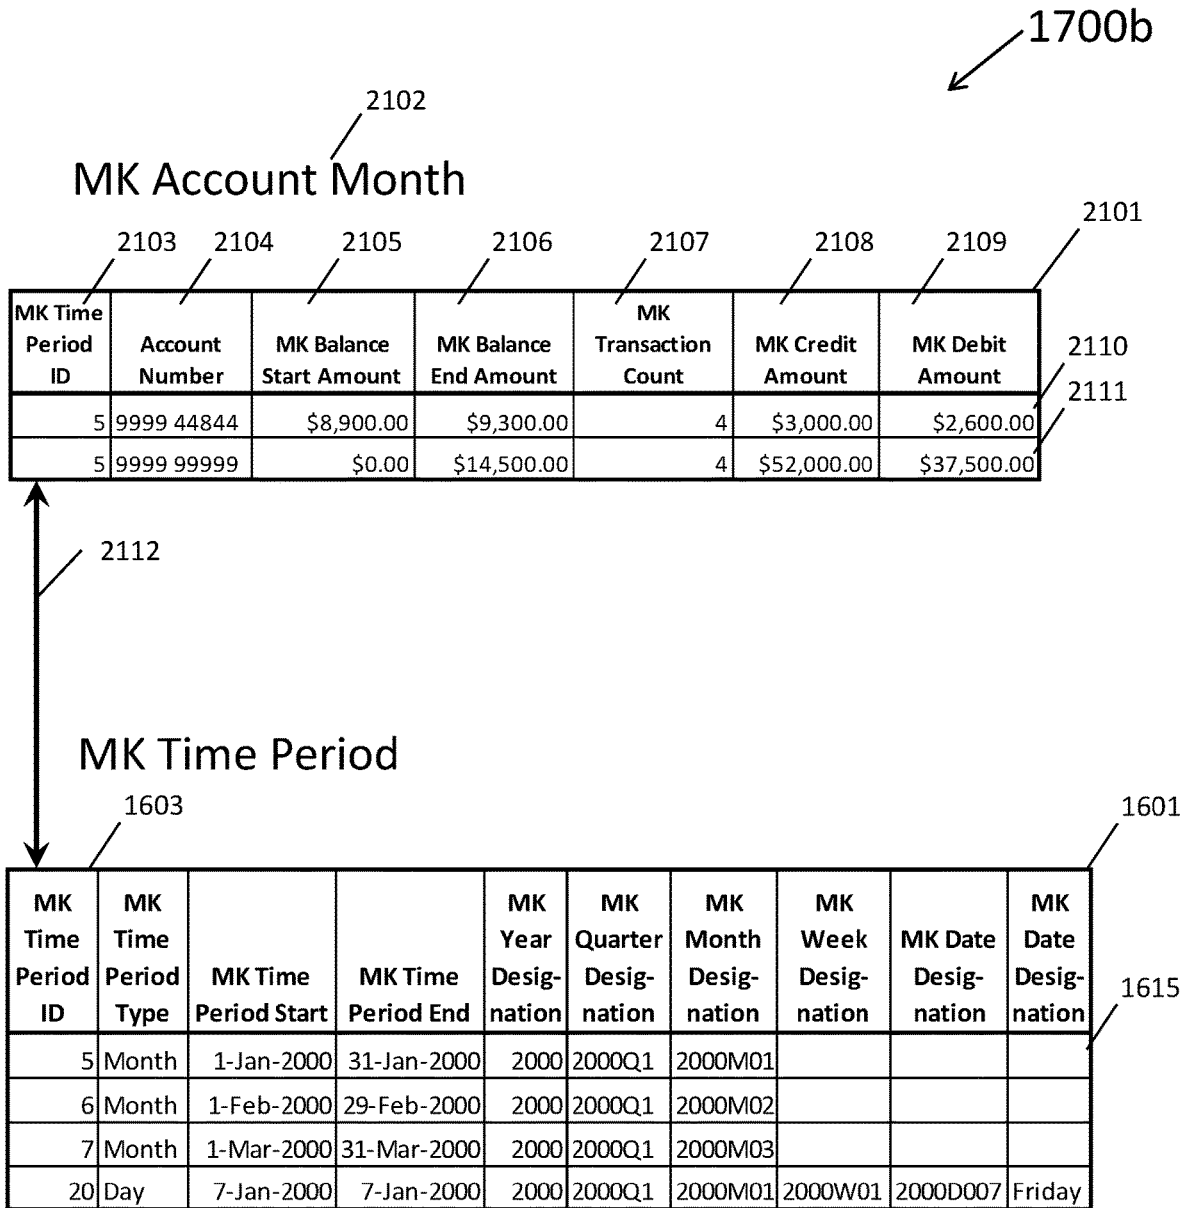 1700b
2102
MK Account Month
2103 2104 2105 2106 2107 2108 2109 2101
MK Time Period ID Account Number MK Balance Start Amount MK Balance End Amount MK Transaction Count MK Credit Amount MK Debit Amount
2110
2111
5 9999 44844 $8,900.00 $9,300.00 4 $3,000.00 $2,600.00
5 9999 99999 $0.00 $14,500.00 4 $52,000.00 $37,500.00
2112
MK Time Period
1603 1601
MK Time Period ID MK Time Period Type MK Time Period Start MK Time Period End MK Year Desig-nation MK Quarter Desig-nation MK Month Desig-nation MK Week Desig-nation MK Date Desig-nation MK Date Desig-nation
1615
5 Month 1-Jan-2000 31-Jan-2000 2000 2000Q1 2000M01
6 Month 1-Feb-2000 29-Feb-2000 2000 2000Q1 2000M02
7 Month 1-Mar-2000 31-Mar-2000 2000 2000Q1 2000M03
20 Day 7-Jan-2000 7-Jan-2000 2000 2000Q1 2000M01 2000W01 2000D007 Friday